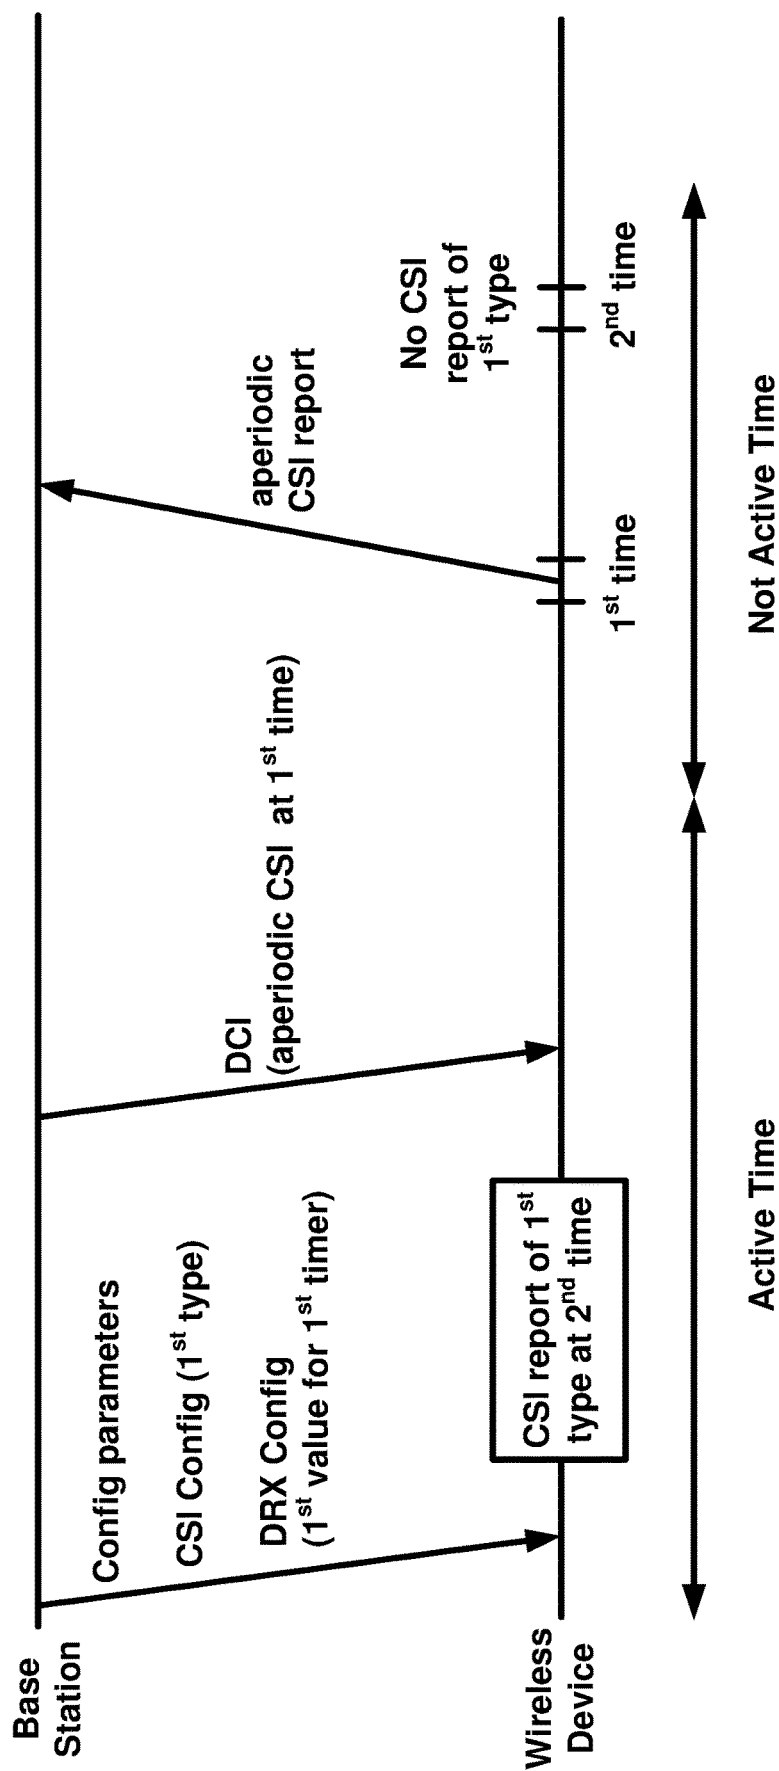 Base
Station
Config parameters
CSI Config (1st type)
DRX Config
(1st value for 1st timer)
DCI
(aperiodic CSI at 1st time)
aperiodic
CSI report
No CSI
report of
1st type
Wireless
Device
CSI report of 1st
type at 2nd time
1st time
2nd time
Active Time
Not Active Time